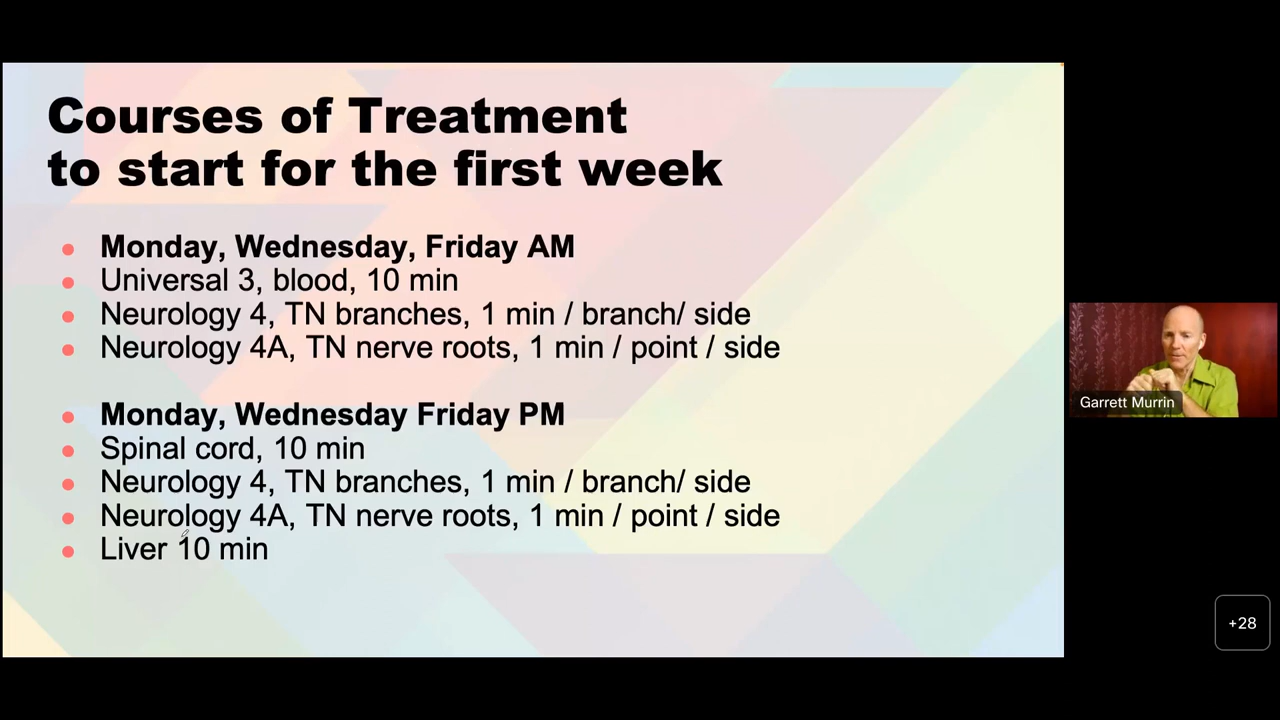 Courses of Treatment
to start for the first week
Monday, Wednesday, Friday AM
Universal 3, blood, 10 min
Neurology 4, TN branches, 1 min / branch/ side
Neurology 4A, TN nerve roots, 1 min / point / side
Monday, Wednesday Friday PM
Spinal cord, 10 min
Neurology 4, TN branches, 1 min / branch/ side
Neurology 4A, TN nerve roots, 1 min / point / side
Liver 10 min
Garrett Murrin
+28